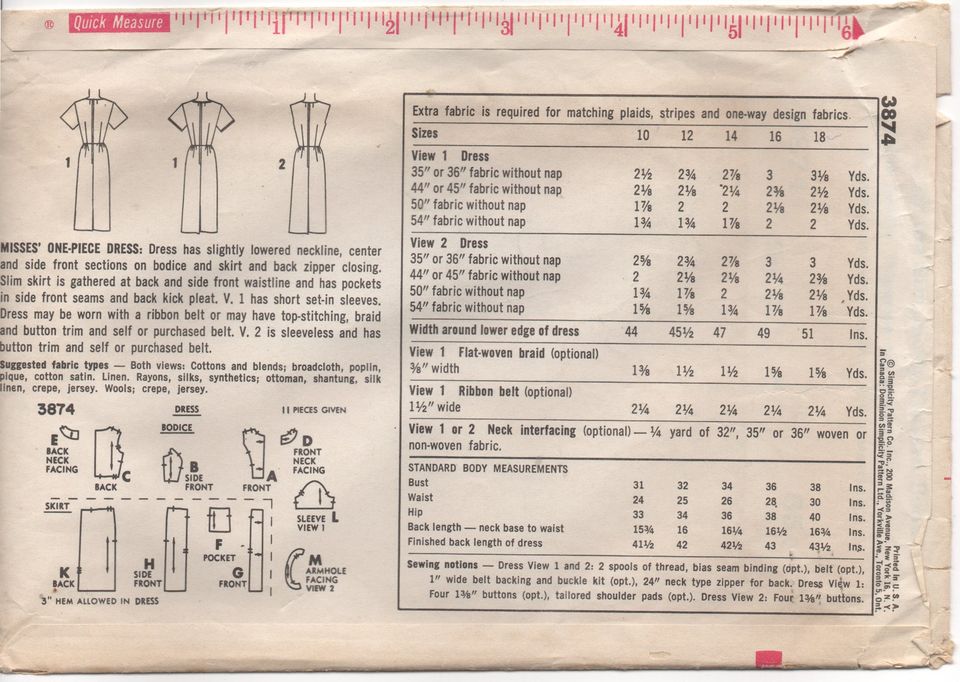 ® Quick Measure 1 2 3 4 5 6
1 1 2
MISSES' ONE-PIECE DRESS: Dress has slightly lowered neckline, center
and side front sections on bodice and skirt and back zipper closing.
Slim skirt is gathered at back and side front waistline and has pockets
in side front seams and back kick pleat. V. 1 has short set-in sleeves.
Dress may be worn with a ribbon belt or may have top-stitching, braid
and button trim and self or purchased belt. V. 2 is sleeveless and has
button trim and self or purchased belt.
Suggested fabric types — Both views: Cottons and blends; broadcloth, poplin,
pique, cotton satin. Linen. Rayons, silks, synthetics; ottoman, shantung, silk
linen, crepe, jersey. Wools; crepe, jersey.
3874 DRESS 11 PIECES GIVEN
BODICE
E
BACK
NECK
FACING
C
BACK
B
SIDE
FRONT
A
FRONT
D
FRONT
NECK
FACING
SKIRT
SLEEVE L
VIEW 1
K
BACK
H
SIDE
FRONT
F
POCKET
G
FRONT
M
ARMHOLE
FACING
VIEW 2
3" HEM ALLOWED IN DRESS
Extra fabric is required for matching plaids, stripes and one-way design fabrics.
Sizes 10 12 14 16 18
View 1 Dress
35" or 36" fabric without nap 2½ 2¾ 2⅞ 3 3⅛ Yds.
44" or 45" fabric without nap 2⅛ 2⅛ 2¼ 2⅜ 2½ Yds.
50" fabric without nap 1⅞ 2 2 2⅛ 2⅛ Yds.
54" fabric without nap 1¾ 1¾ 1⅞ 2 2 Yds.
View 2 Dress
35" or 36" fabric without nap 2⅝ 2¾ 2⅞ 3 3 Yds.
44" or 45" fabric without nap 2 2⅛ 2⅛ 2¼ 2⅜ Yds.
50" fabric without nap 1¾ 1⅞ 2 2⅛ 2⅛ Yds.
54" fabric without nap 1⅝ 1⅝ 1¾ 1⅞ 1⅞ Yds.
Width around lower edge of dress 44 45½ 47 49 51 Ins.
View 1 Flat-woven braid (optional)
⅜" width 1⅜ 1½ 1½ 1⅝ 1⅝ Yds.
View 1 Ribbon belt (optional)
1½" wide 2¼ 2¼ 2¼ 2¼ 2¼ Yds.
View 1 or 2 Neck interfacing (optional) — ¼ yard of 32", 35" or 36" woven or
non-woven fabric.
STANDARD BODY MEASUREMENTS
Bust 31 32 34 36 38 Ins.
Waist 24 25 26 28 30 Ins.
Hip 33 34 36 38 40 Ins.
Back length — neck base to waist 15¾ 16 16¼ 16½ 16¾ Ins.
Finished back length of dress 41½ 42 42½ 43 43½ Ins.
Sewing notions — Dress View 1 and 2: 2 spools of thread, bias seam binding (opt.), belt (opt.),
1" wide belt backing and buckle kit (opt.), 24" neck type zipper for back. Dress View 1:
Four 1⅜" buttons (opt.), tailored shoulder pads (opt.). Dress View 2: Four 1⅜" buttons.
3874
© Simplicity Pattern Co. Inc., 200 Madison Avenue, New York 16, N. Y.
In Canada: Dominion Simplicity Pattern Ltd., Yorkville Ave., Toronto 5, Ont.
Printed in U. S. A.